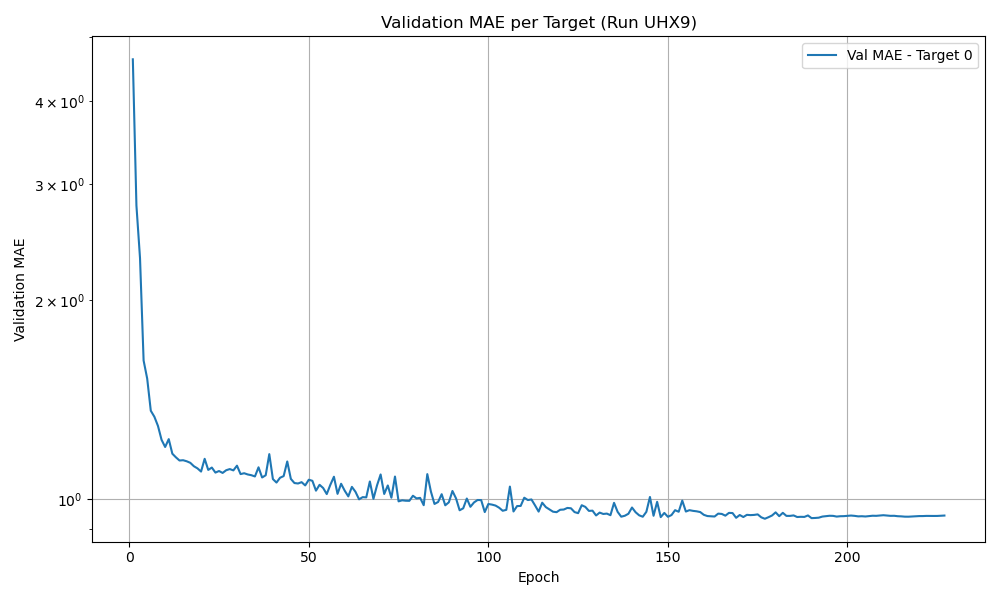 Validation MAE per Target (Run UHX9)
Val MAE - Target 0
4 × 10⁰
3 × 10⁰
2 × 10⁰
10⁰
Validation MAE
0 50 100 150 200
Epoch